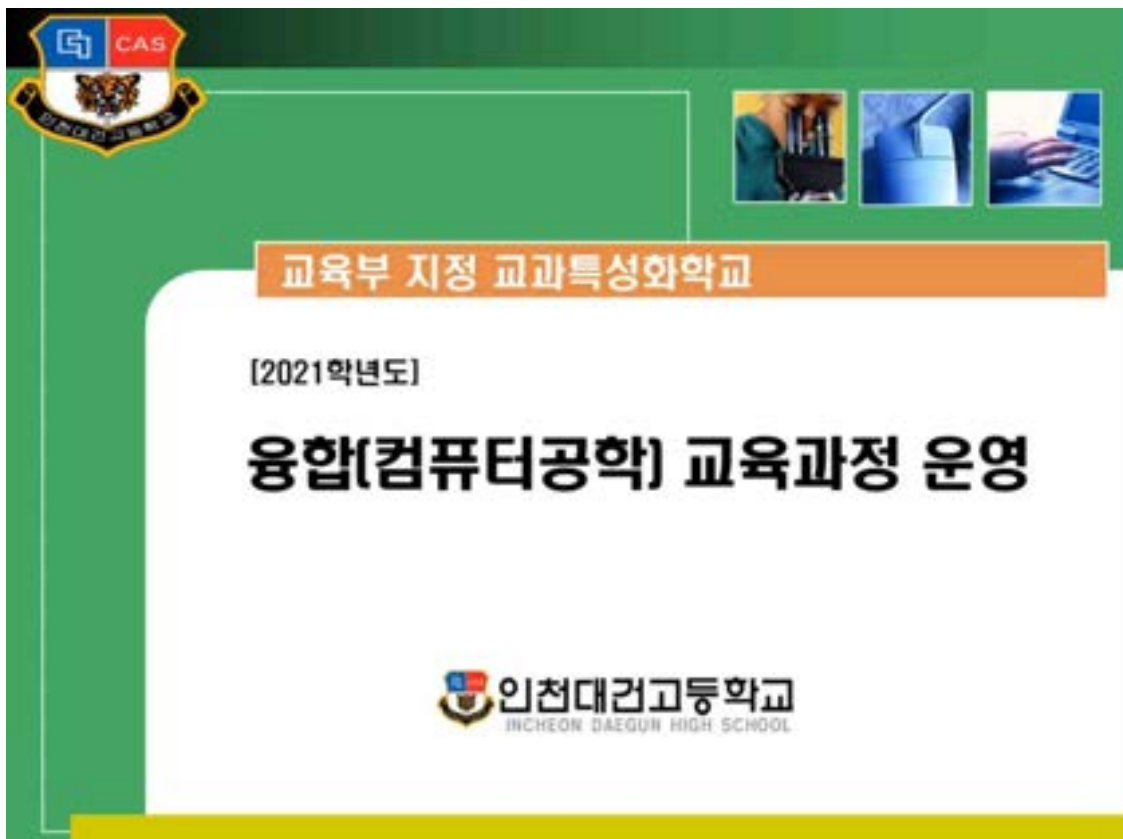 CAS
인천대건고등학교
교육부 지정 교과특성화학교
[2021학년도]
융합(컴퓨터공학) 교육과정 운영
인천대건고등학교
INCHEON DAEGUN HIGH SCHOOL